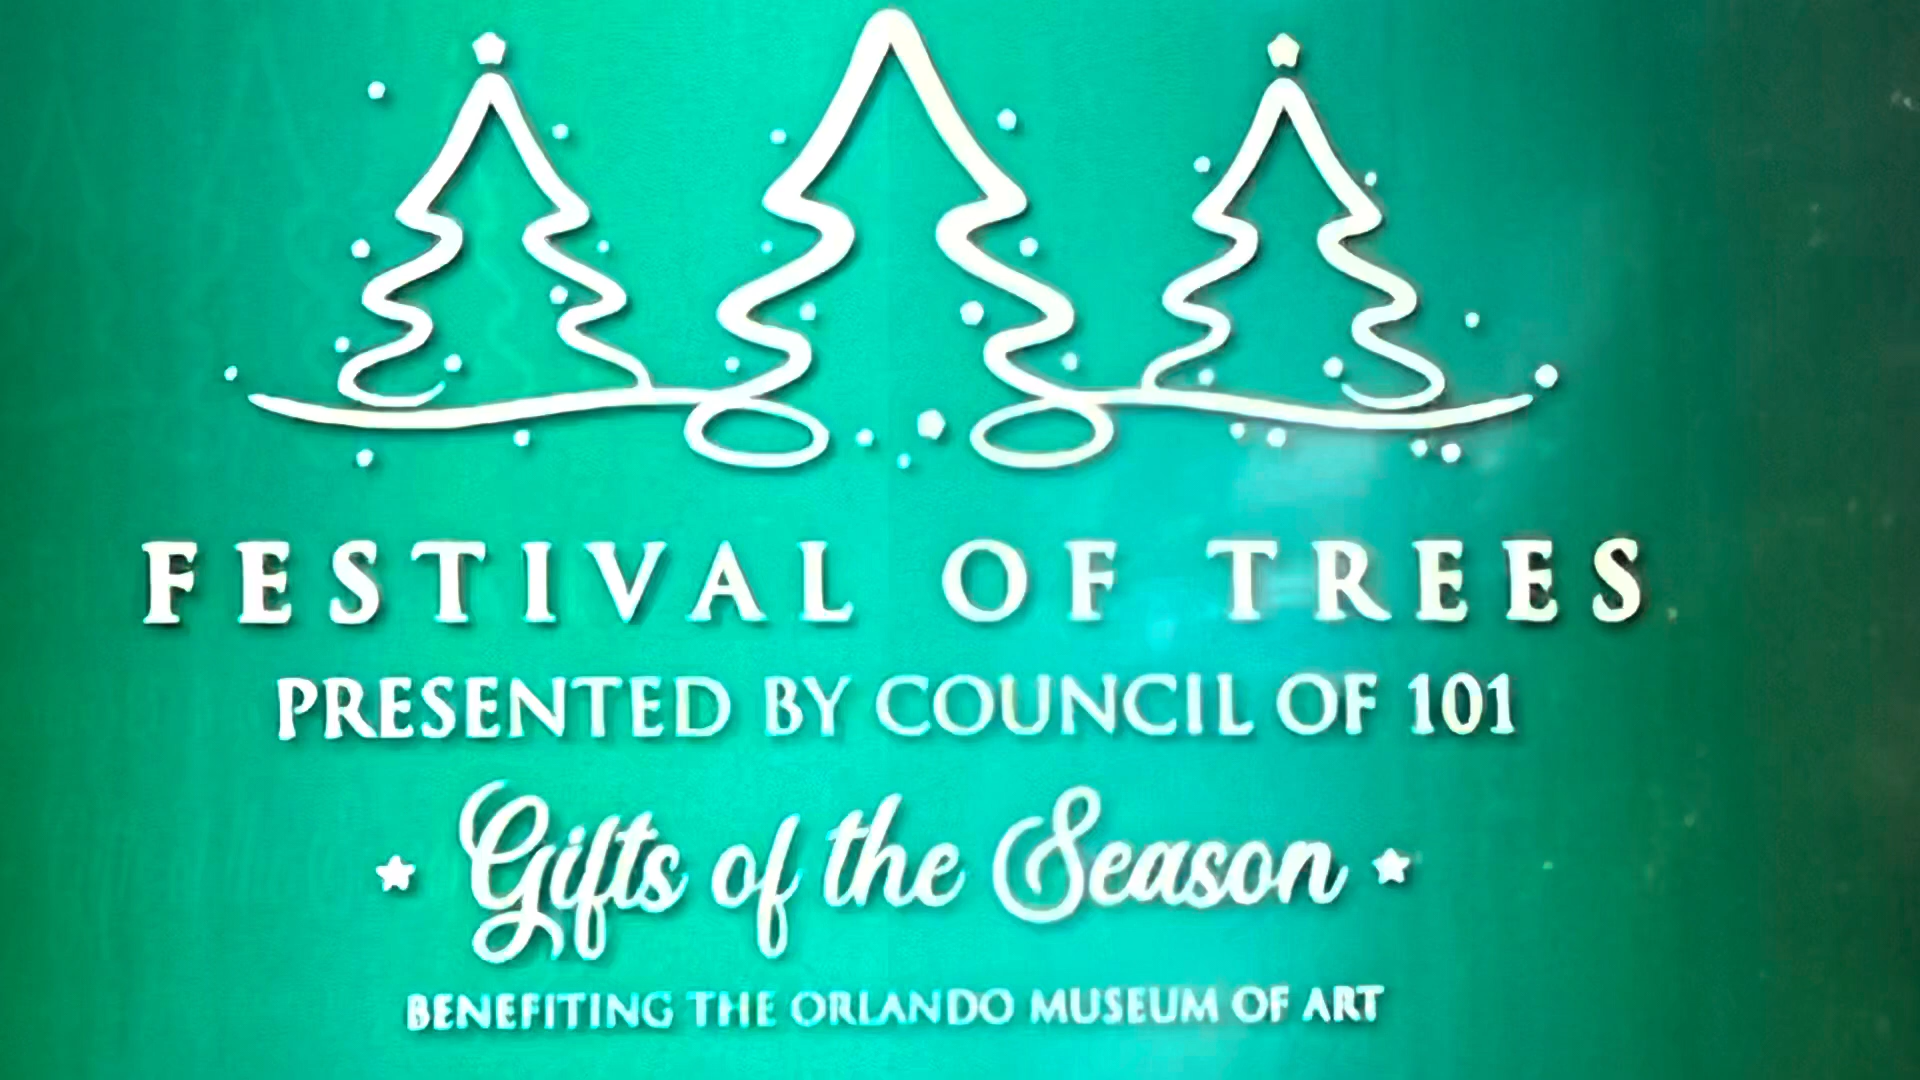 FESTIVAL OF TREES
PRESENTED BY COUNCIL OF 101
Gifts of the Season
BENEFITING THE ORLANDO MUSEUM OF ART